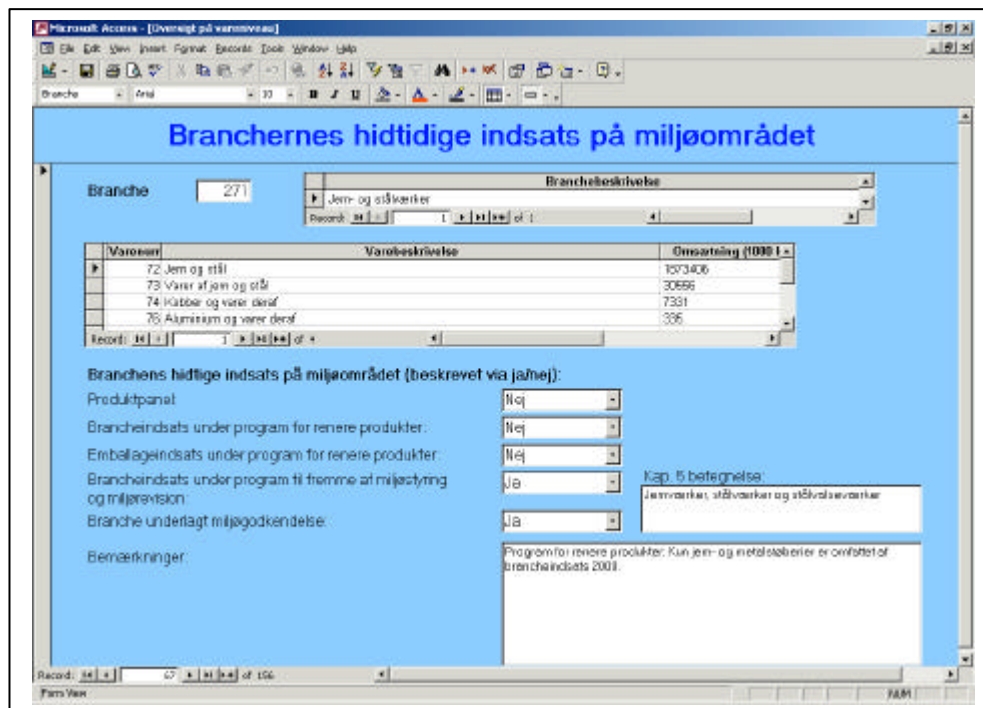 Microsoft Access - [Oversigt på vareniveau]
File Edit View Insert Format Records Tools Window Help
Branche Arial 10 B I U
Branchernes hidtidige indsats på miljøområdet
Branche 271
Branchebeskrivelse
Jern- og stålværker
Record: 1 of 1
Varenum Varebeskrivelse Omsætning (1000 k
72 Jern og stål 1573406
73 Varer af jern og stål
74 Kobber og varer deraf 7331
76 Aluminium og varer deraf 336
Record: 1 of 4
Branchens hidtige indsats på miljøområdet (beskrevet via ja/nej):
Produktpanel: Nej
Brancheindsats under program for renere produkter: Nej
Emballageindsats under program for renere produkter: Nej
Brancheindsats under program til fremme af miljøstyring og miljørevision: Ja
Kap. 5 betegnelse:
Jernværker, stålværker og stålvalseværker
Branche underlagt miljøgodkendelse: Ja
Bemærkninger:
Program for renere produkter: Kun jern- og metalstøberier er omfattet af
brancheindsats 2000.
Record: 67 of 156
Form View NUM